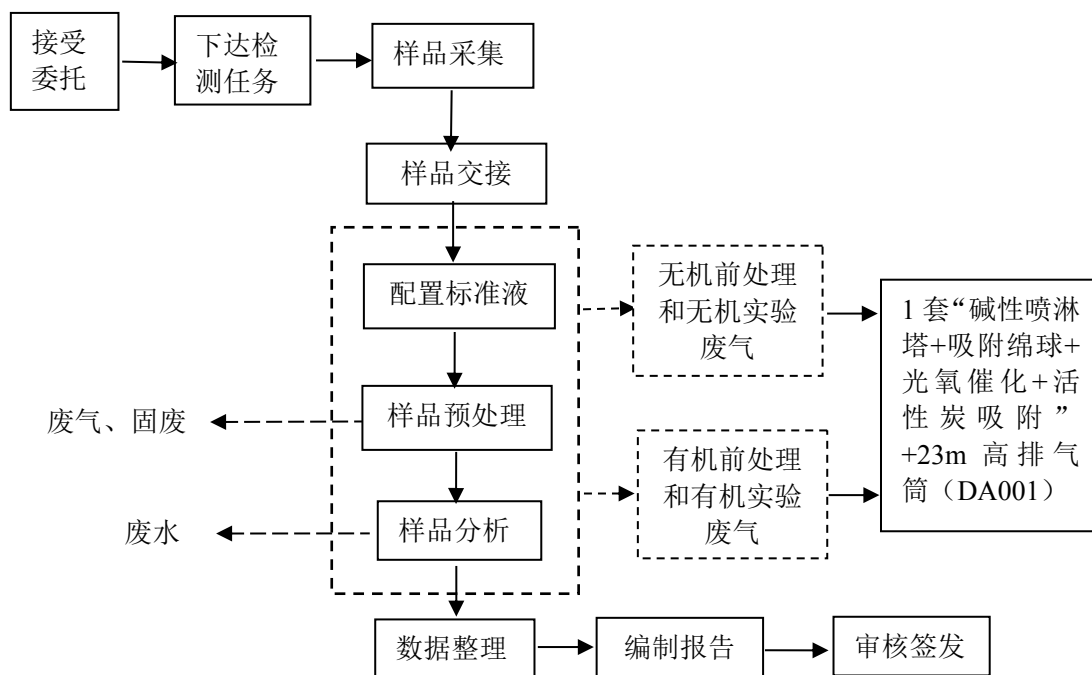 接受
委托
下达检
测任务
样品采集
样品交接
配置标准液
无机前处理
和无机实验
废气
1 套“碱性喷淋
塔+吸附绵球+
光氧催化+活
性炭吸附”
+23m 高排气
筒（DA001）
废气、固废
样品预处理
有机前处理
和有机实验
废气
废水
样品分析
数据整理
编制报告
审核签发